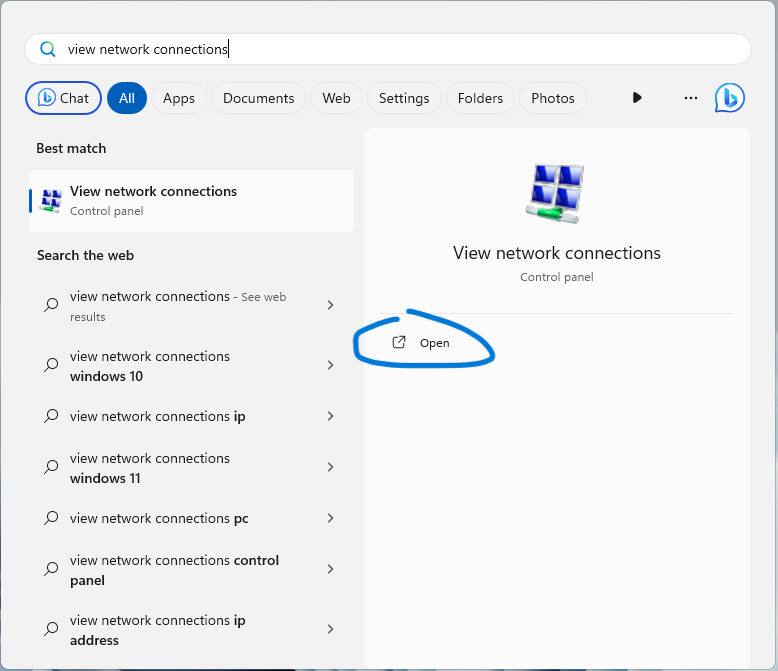 view network connections
Chat
All
Apps
Documents
Web
Settings
Folders
Photos
Best match
View network connections
Control panel
Search the web
view network connections - See web
results
view network connections
windows 10
view network connections ip
view network connections
windows 11
view network connections pc
view network connections control
panel
view network connections ip
address
View network connections
Control panel
Open